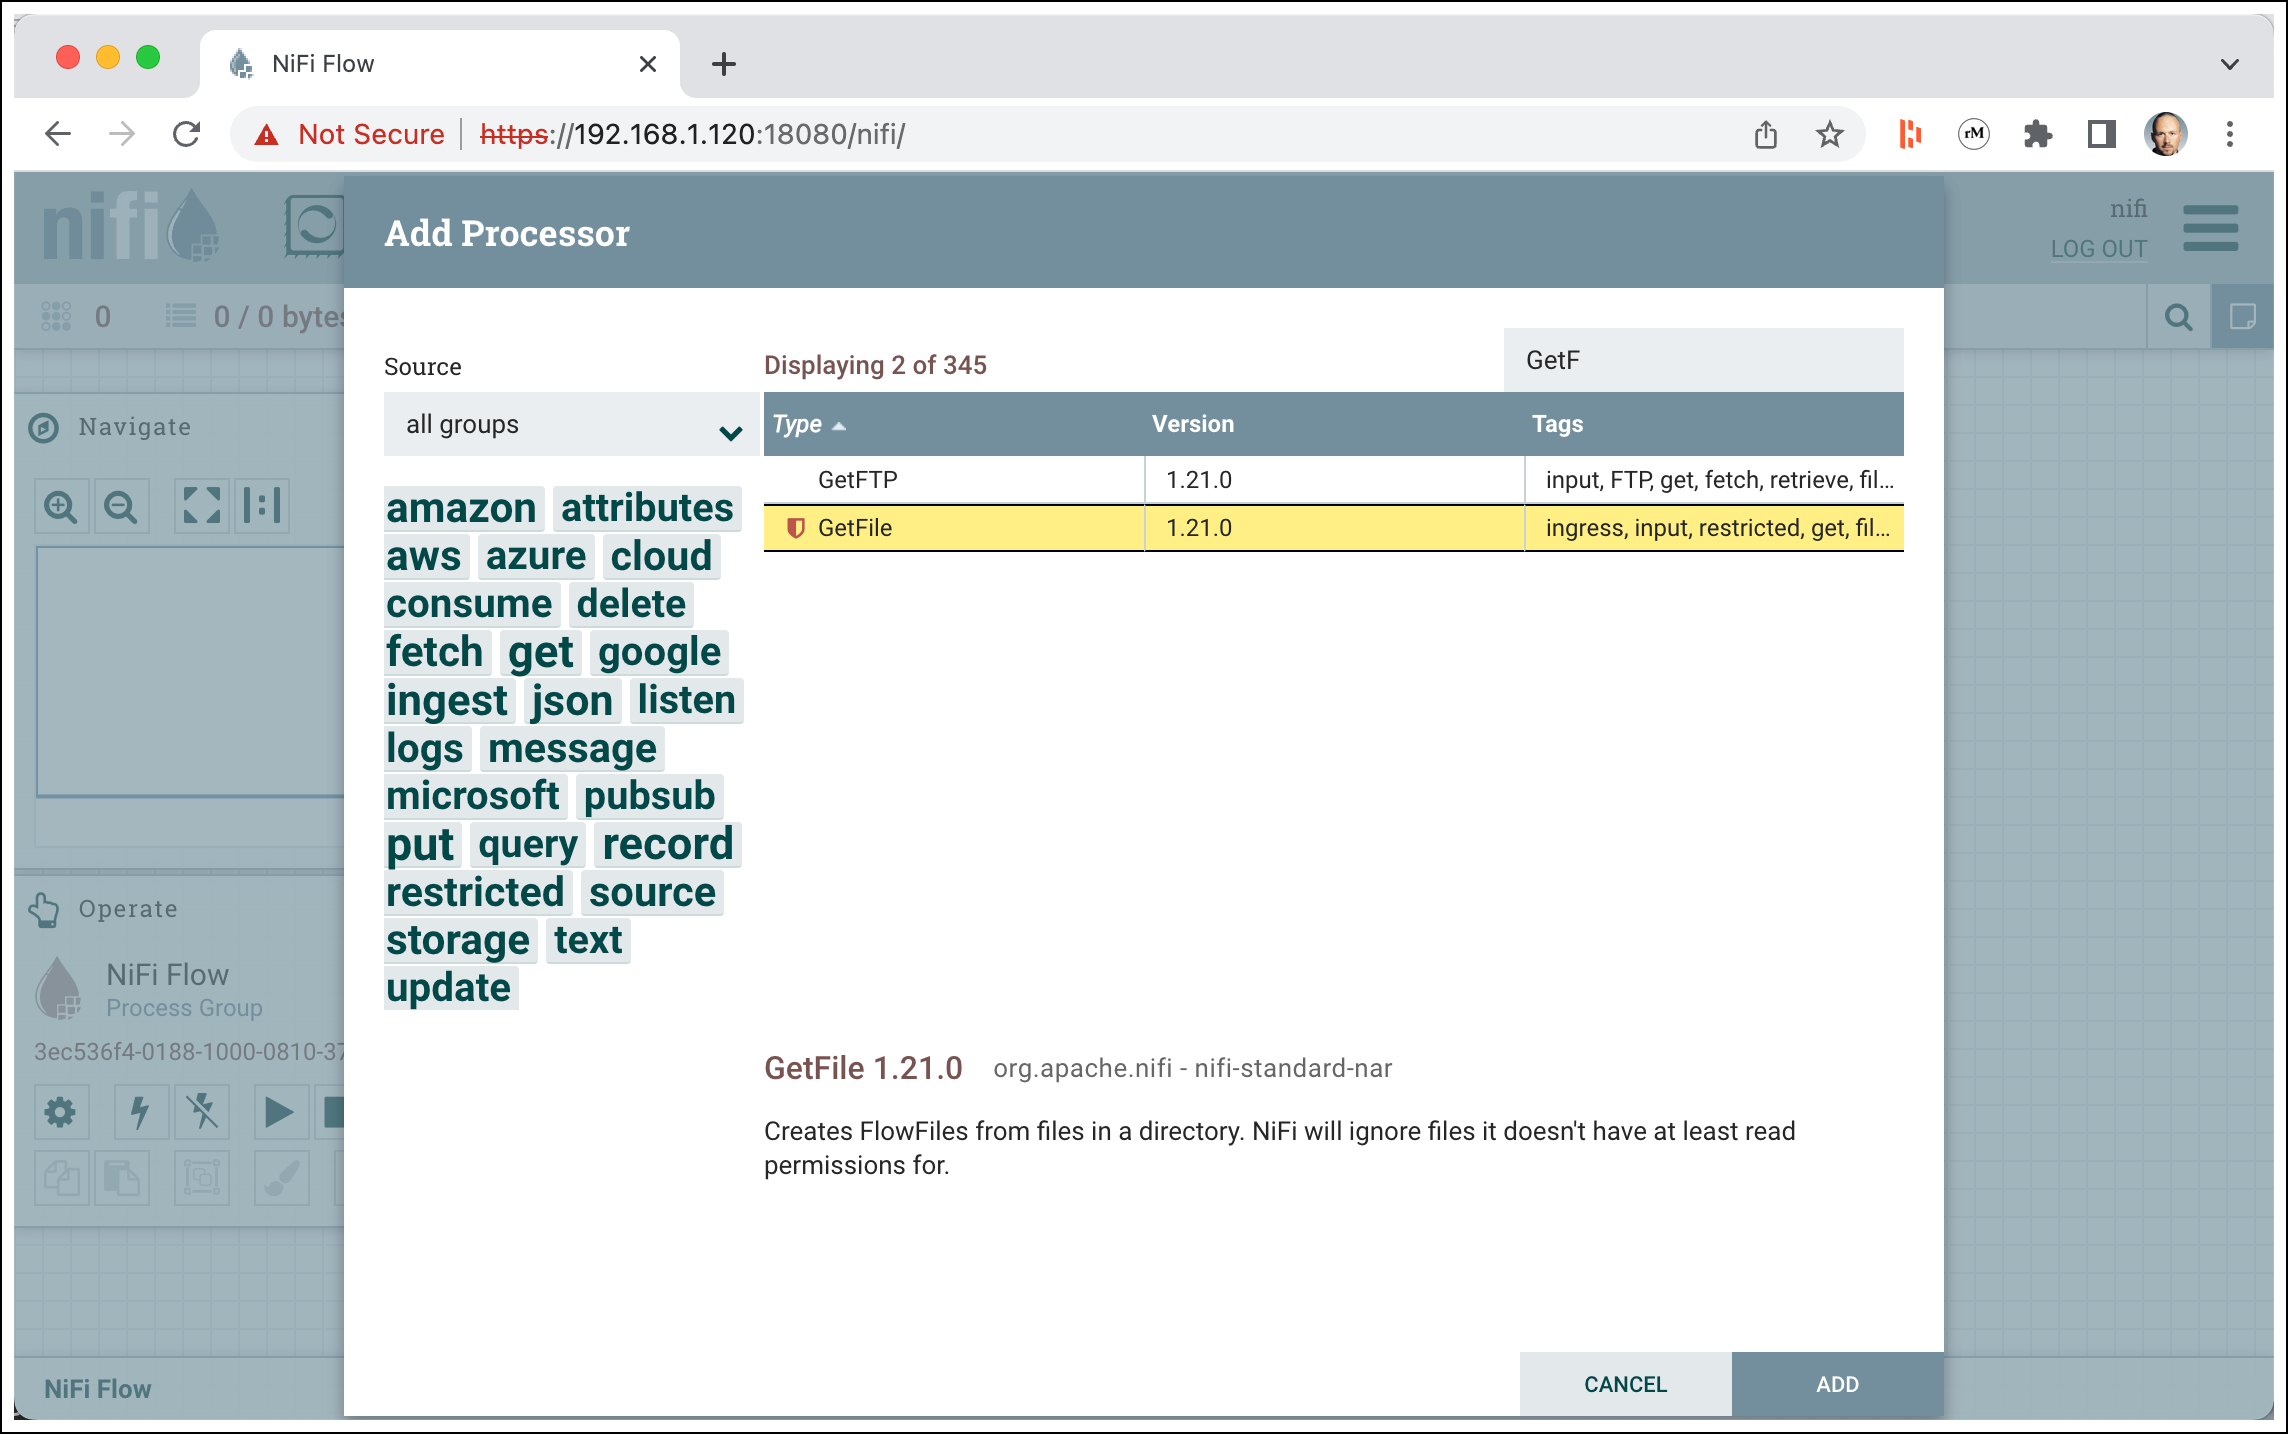 NiFi Flow
Not Secure https://192.168.1.120:18080/nifi/
rM
nifi
nifi
LOG OUT
Add Processor
0 0 / 0 bytes
Source
Displaying 2 of 345
GetF
all groups
Type Version Tags
GetFTP 1.21.0 input, FTP, get, fetch, retrieve, fil...
GetFile 1.21.0 ingress, input, restricted, get, fil...
Navigate
amazon attributes
aws azure cloud
consume delete
fetch get google
ingest json listen
logs message
microsoft pubsub
put query record
restricted source
storage text
update
Operate
NiFi Flow
Process Group
3ec536f4-0188-1000-0810-37
GetFile 1.21.0 org.apache.nifi - nifi-standard-nar
Creates FlowFiles from files in a directory. NiFi will ignore files it doesn't have at least read
permissions for.
CANCEL ADD
NiFi Flow